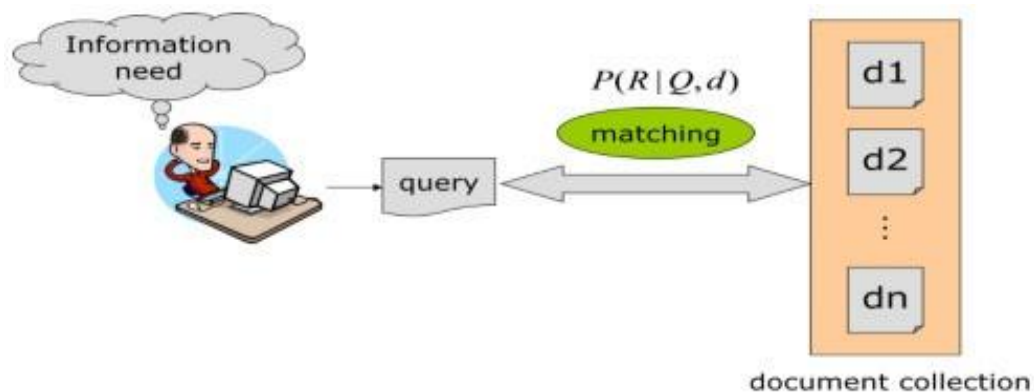 Information
need
P(R | Q, d)
matching
query
d1
d2
⋮
dn
document collection